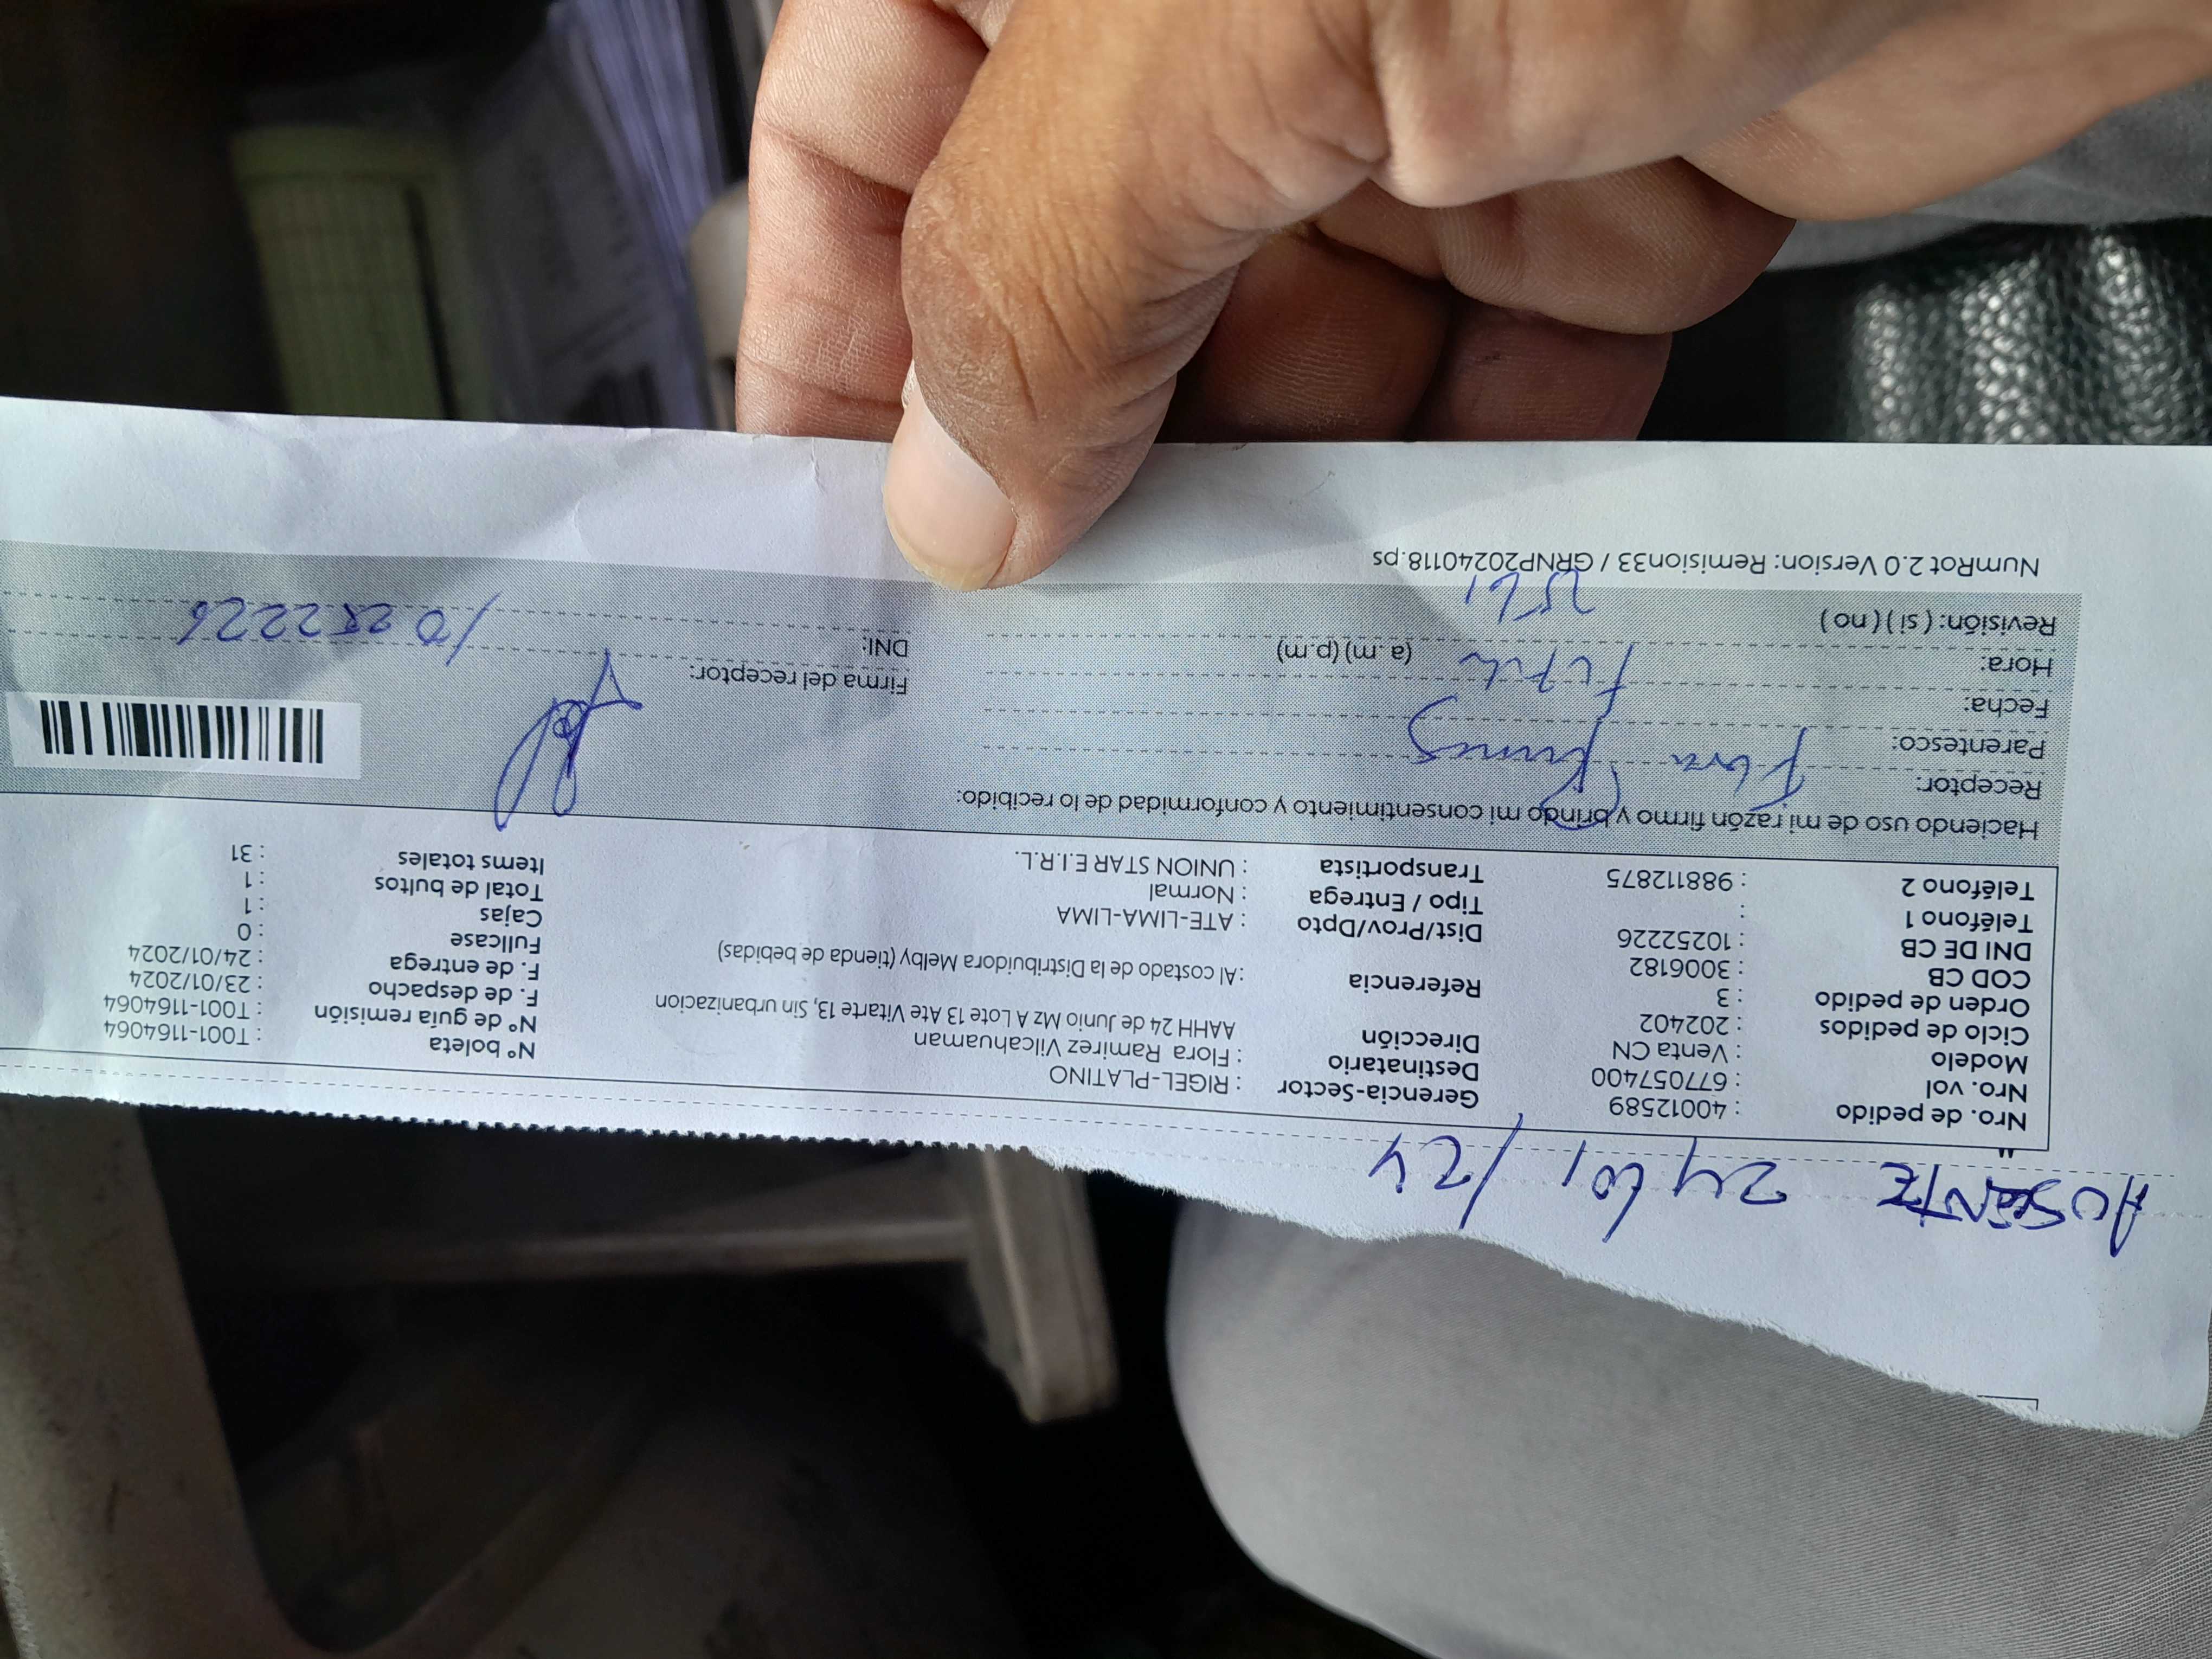 AUSENTE 24/01/24
Nro. de pedido : 40012589 Gerencia-Sector : RIGEL-PLATINO Nº boleta : T001-1164064
Nro. vol : 677057400 Destinatario : Flora Ramirez Vilcahuaman Nº de guía remisión : T001-1164064
Modelo : Venta CN Dirección AAHH 24 de Junio Mz A Lote 13 Ate Vitarte 13, Sin urbanizacion F. de despacho : 23/01/2024
Ciclo de pedidos : 202402 F. de entrega : 24/01/2024
Orden de pedido : 3 Referencia : Al costado de la Distribuidora Melby (tienda de bebidas) Fullcase : 0
COD CB : 3006182 Cajas : 1
DNI DE CB : 10252226 Dist/Prov/Dpto : ATE-LIMA-LIMA Total de bultos : 1
Teléfono 1 : Tipo / Entrega : Normal Items totales : 31
Teléfono 2 : 988112875 Transportista : UNION STAR E.I.R.L.
Haciendo uso de mi razón firmo y brindo mi consentimiento y conformidad de lo recibido:
Receptor: Flora
Parentesco:
Fecha: Firma del receptor:
Hora: (a. m) (p.m) DNI: 10252226
Revisión: ( si ) ( no )
NumRot 2.0 Version: Remision33 / GRNP20240118.ps